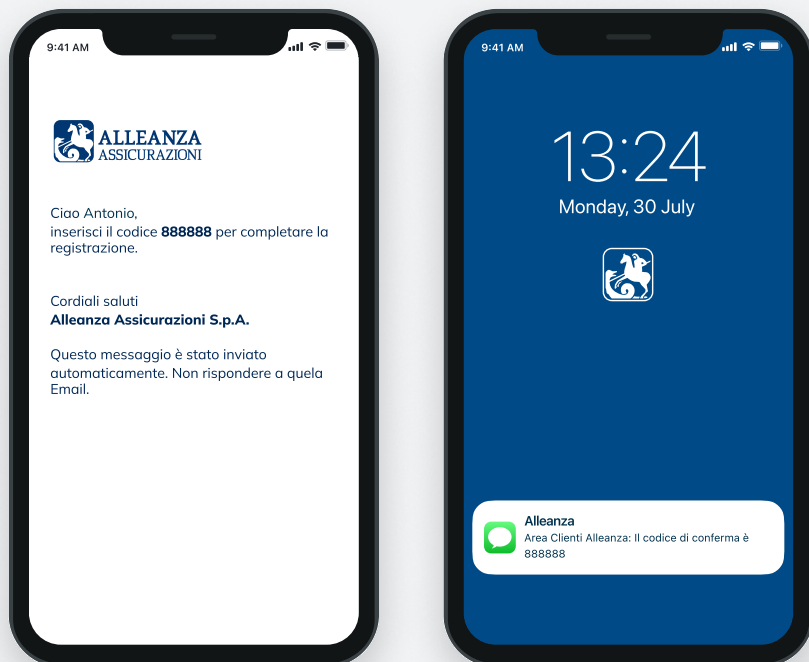 9:41 AM
ALLEANZA
ASSICURAZIONI
Ciao Antonio,
inserisci il codice 888888 per completare la
registrazione.
Cordiali saluti
Alleanza Assicurazioni S.p.A.
Questo messaggio è stato inviato
automaticamente. Non rispondere a quela
Email.
9:41 AM
13:24
Monday, 30 July
Alleanza
Area Clienti Alleanza: Il codice di conferma è
888888